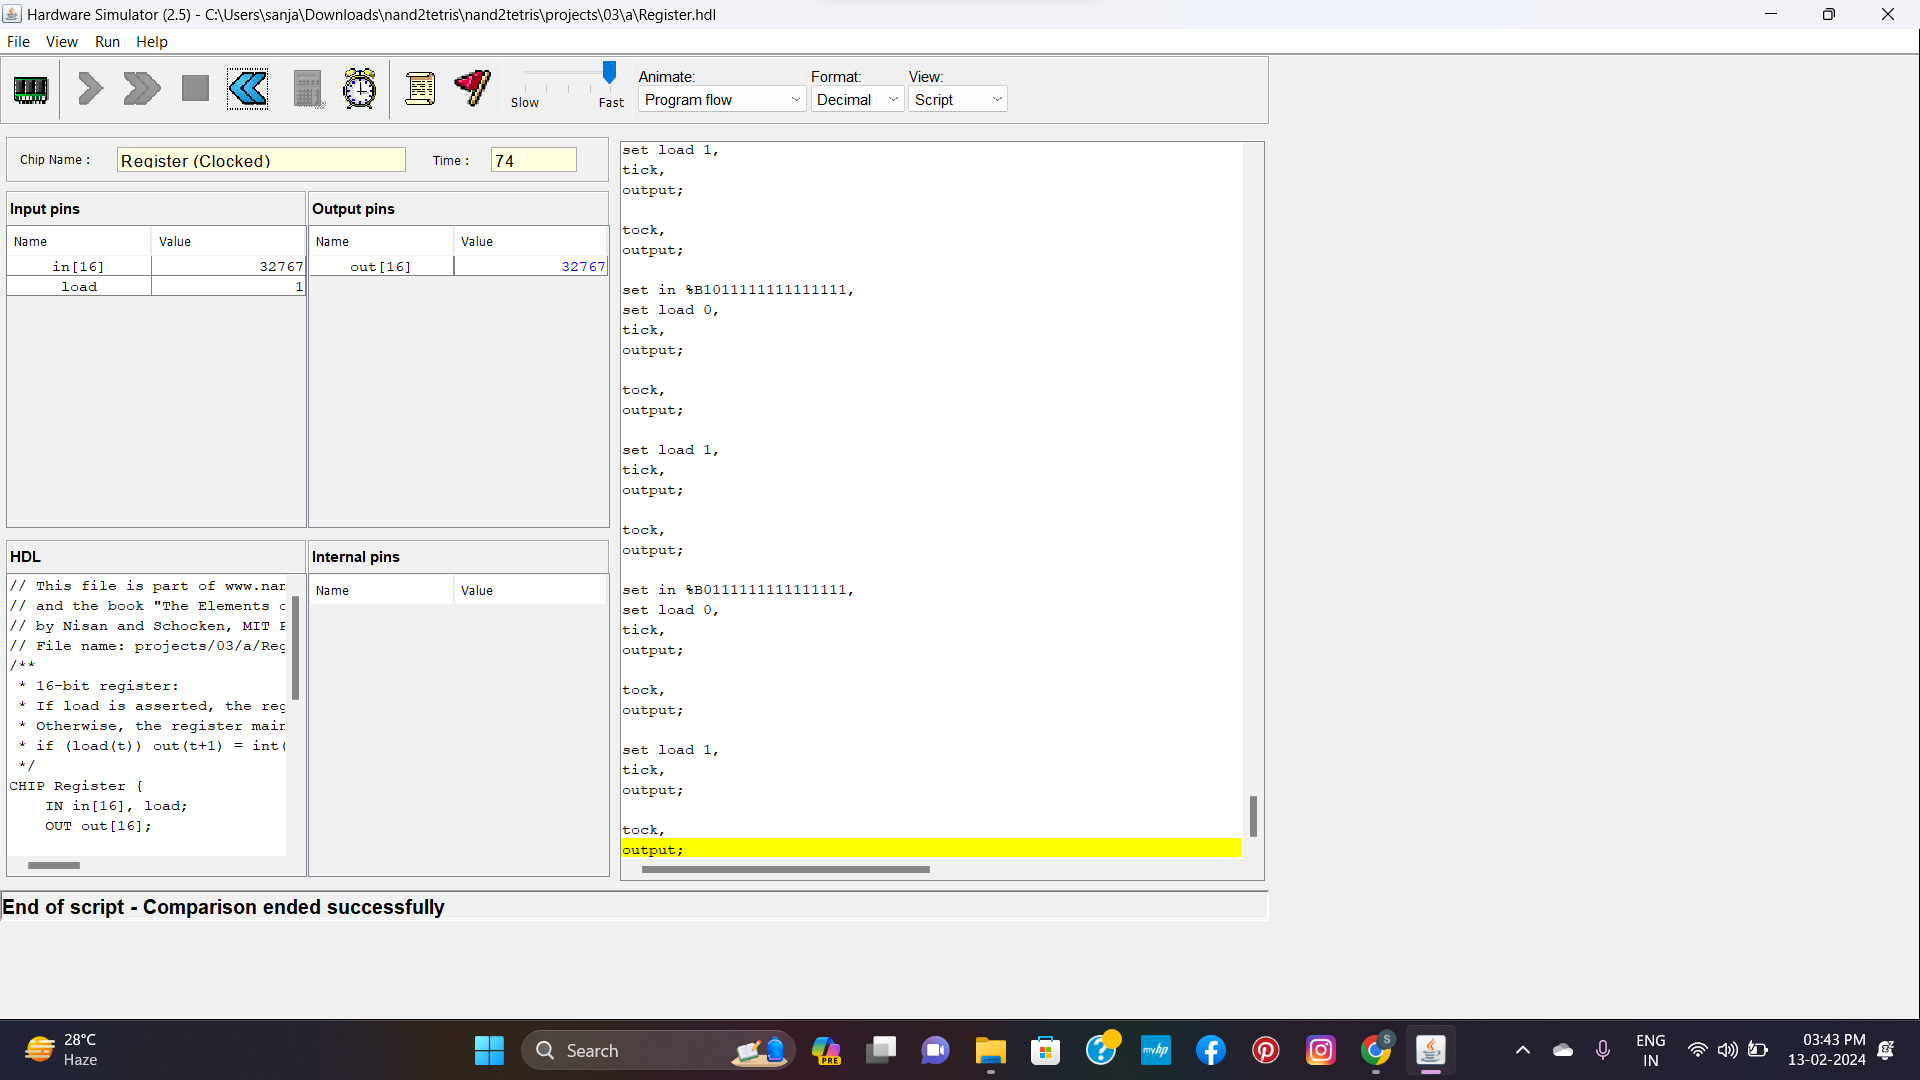 Hardware Simulator (2.5) - C:\Users\sanja\Downloads\nand2tetris\nand2tetris\projects\03\a\Register.hdl
File View Run Help
Slow Fast
Animate: Format: View:
Program flow Decimal Script
Chip Name : Register (Clocked) Time : 74
Input pins
Name Value
in[16] 32767
load 1
Output pins
Name Value
out[16] 32767
HDL
// This file is part of www.nan
// and the book "The Elements o
// by Nisan and Schocken, MIT P
// File name: projects/03/a/Reg
/**
* 16-bit register:
* If load is asserted, the reg
* Otherwise, the register main
* if (load(t)) out(t+1) = int(
*/
CHIP Register {
IN in[16], load;
OUT out[16];
Internal pins
Name Value
set load 1,
tick,
output;
tock,
output;
set in %B1011111111111111,
set load 0,
tick,
output;
tock,
output;
set load 1,
tick,
output;
tock,
output;
set in %B0111111111111111,
set load 0,
tick,
output;
tock,
output;
set load 1,
tick,
output;
tock,
output;
End of script - Comparison ended successfully
28°C
Haze
Search
PRE
myhp
S
ENG
IN
03:43 PM
13-02-2024